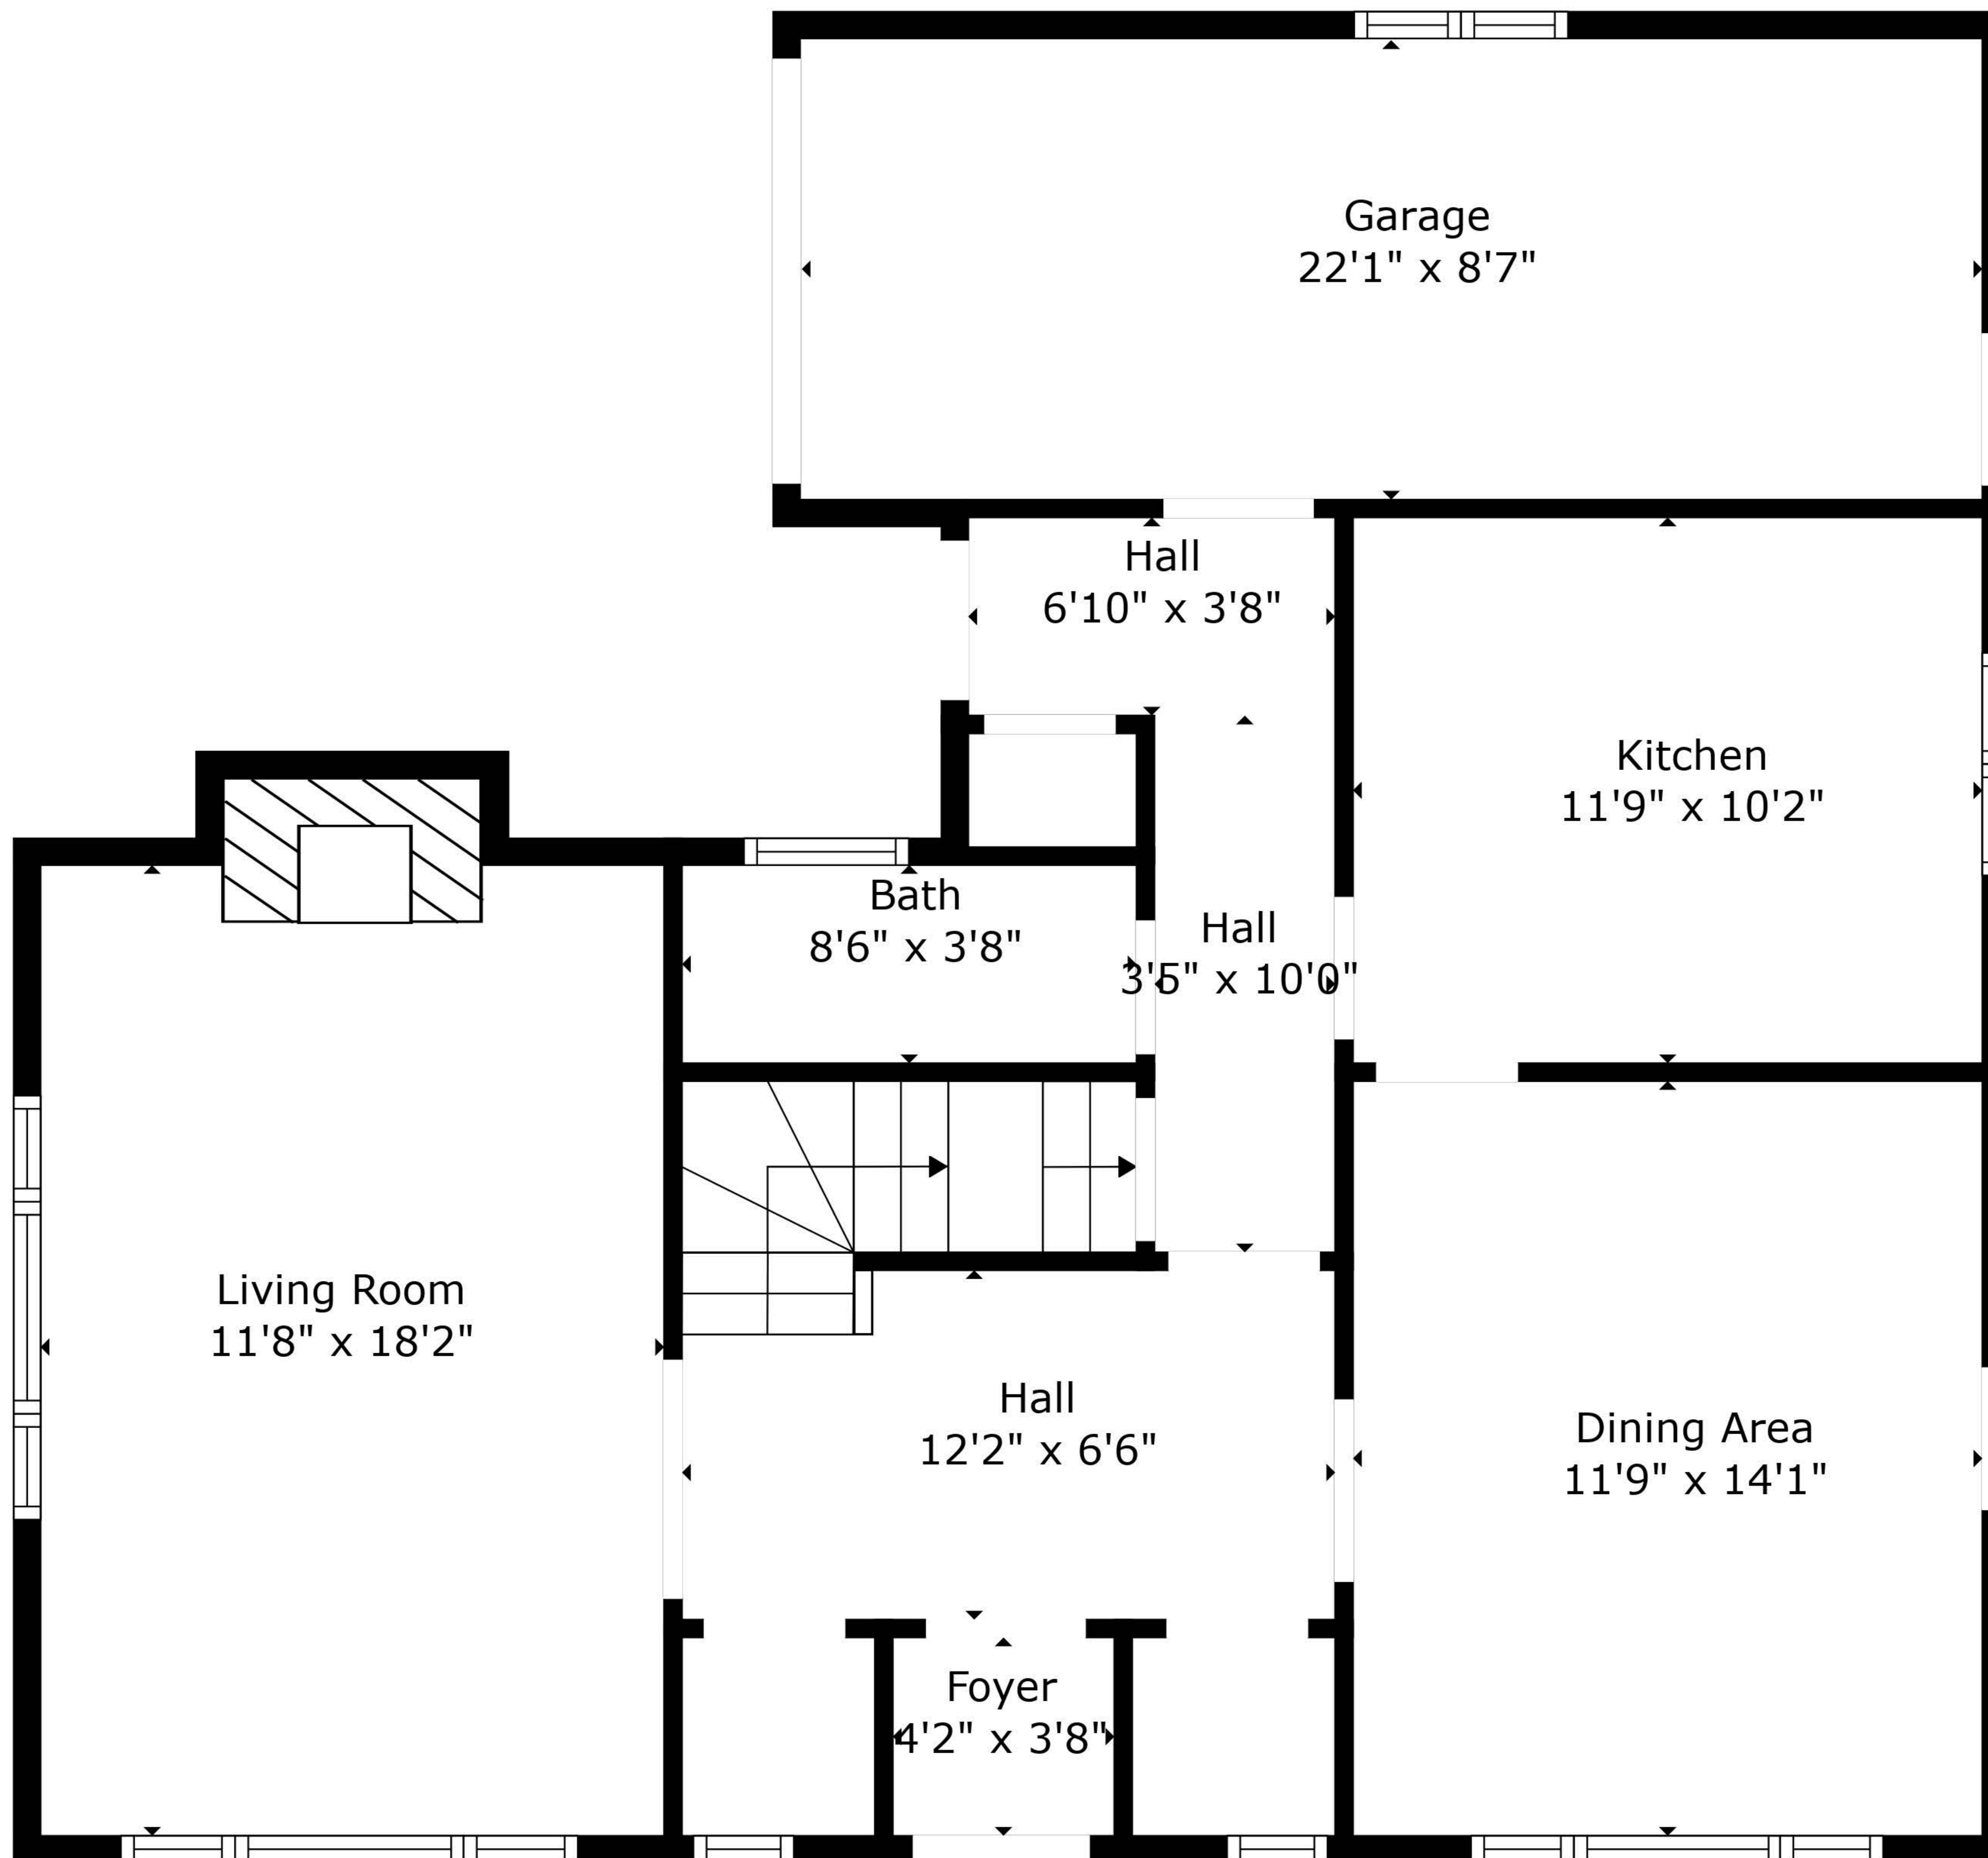 Garage
22'1" x 8'7"
Hall
6'10" x 3'8"
Kitchen
11'9" x 10'2"
Bath
8'6" x 3'8"
Hall
3'5" x 10'0"
Living Room
11'8" x 18'2"
Hall
12'2" x 6'6"
Dining Area
11'9" x 14'1"
Foyer
4'2" x 3'8"